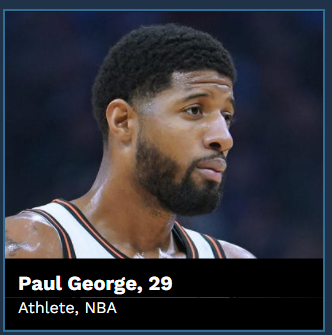 Paul George, 29
Athlete, NBA